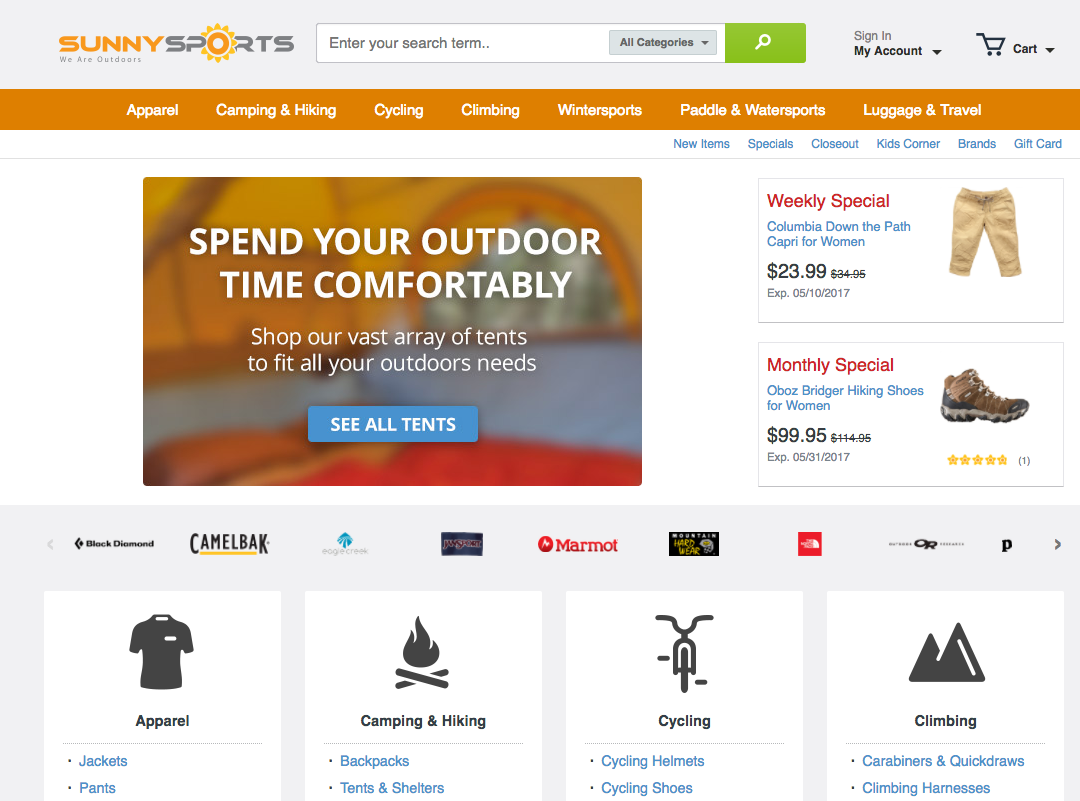 SUNNYSPORTS
We Are Outdoors
Enter your search term..
All Categories
Sign In
My Account
Cart
Apparel Camping & Hiking Cycling Climbing Wintersports Paddle & Watersports Luggage & Travel
New Items Specials Closeout Kids Corner Brands Gift Card
SPEND YOUR OUTDOOR
TIME COMFORTABLY
Shop our vast array of tents
to fit all your outdoors needs
SEE ALL TENTS
Weekly Special
Columbia Down the Path
Capri for Women
$23.99 $34.95
Exp. 05/10/2017
Monthly Special
Oboz Bridger Hiking Shoes
for Women
$99.95 $114.95
Exp. 05/31/2017
(1)
Black Diamond
CAMELBAK
eagle creek
JANSPORT
Marmot
MOUNTAIN
HARD
WEAR
OUTDOOR OR RESEARCH
p
Apparel
· Jackets
· Pants
Camping & Hiking
· Backpacks
· Tents & Shelters
Cycling
· Cycling Helmets
· Cycling Shoes
Climbing
· Carabiners & Quickdraws
· Climbing Harnesses